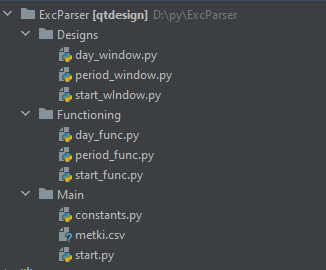 ExcParser [qtdesign] D:\py\ExcParser
Designs
day_window.py
period_window.py
start_wIndow.py
Functioning
day_func.py
period_func.py
start_func.py
Main
constants.py
metki.csv
start.py